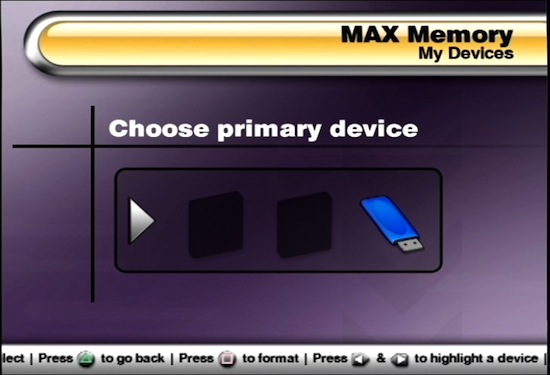 MAX Memory
My Devices
Choose primary device
lect | Press to go back | Press to format | Press & to highlight a device |